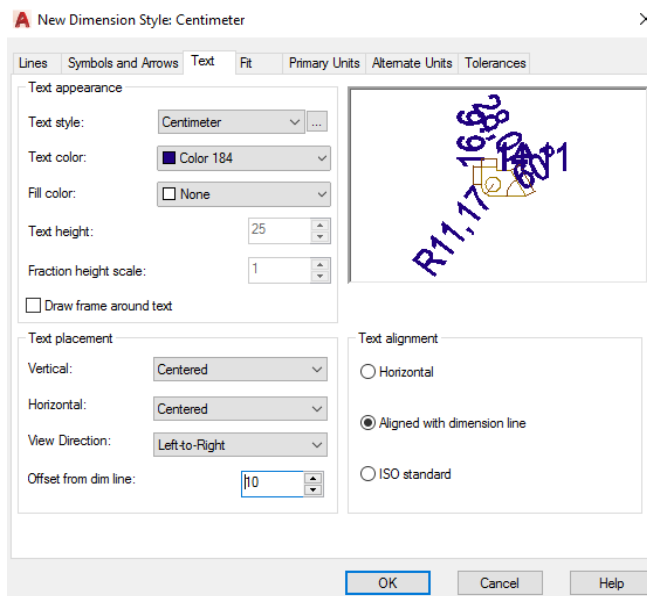 New Dimension Style: Centimeter
Lines Symbols and Arrows Text Fit Primary Units Alternate Units Tolerances
Text appearance
Text style: Centimeter ...
Text color: Color 184
Fill color: None
Text height: 25
Fraction height scale: 1
Draw frame around text
R11,17
Text placement
Vertical: Centered
Horizontal: Centered
View Direction: Left-to-Right
Offset from dim line: 10
Text alignment
Horizontal
Aligned with dimension line
ISO standard
OK Cancel Help